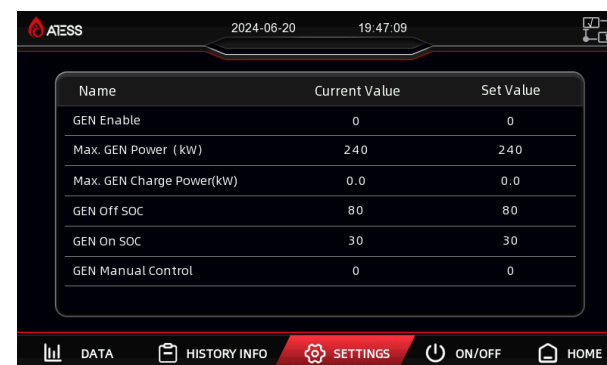 ATESS 2024-06-20 19:47:09
Name Current Value Set Value
GEN Enable 0 0
Max. GEN Power (kW) 240 240
Max. GEN Charge Power(kW) 0.0 0.0
GEN Off SOC 80 80
GEN On SOC 30 30
GEN Manual Control 0 0
DATA HISTORY INFO SETTINGS ON/OFF HOME